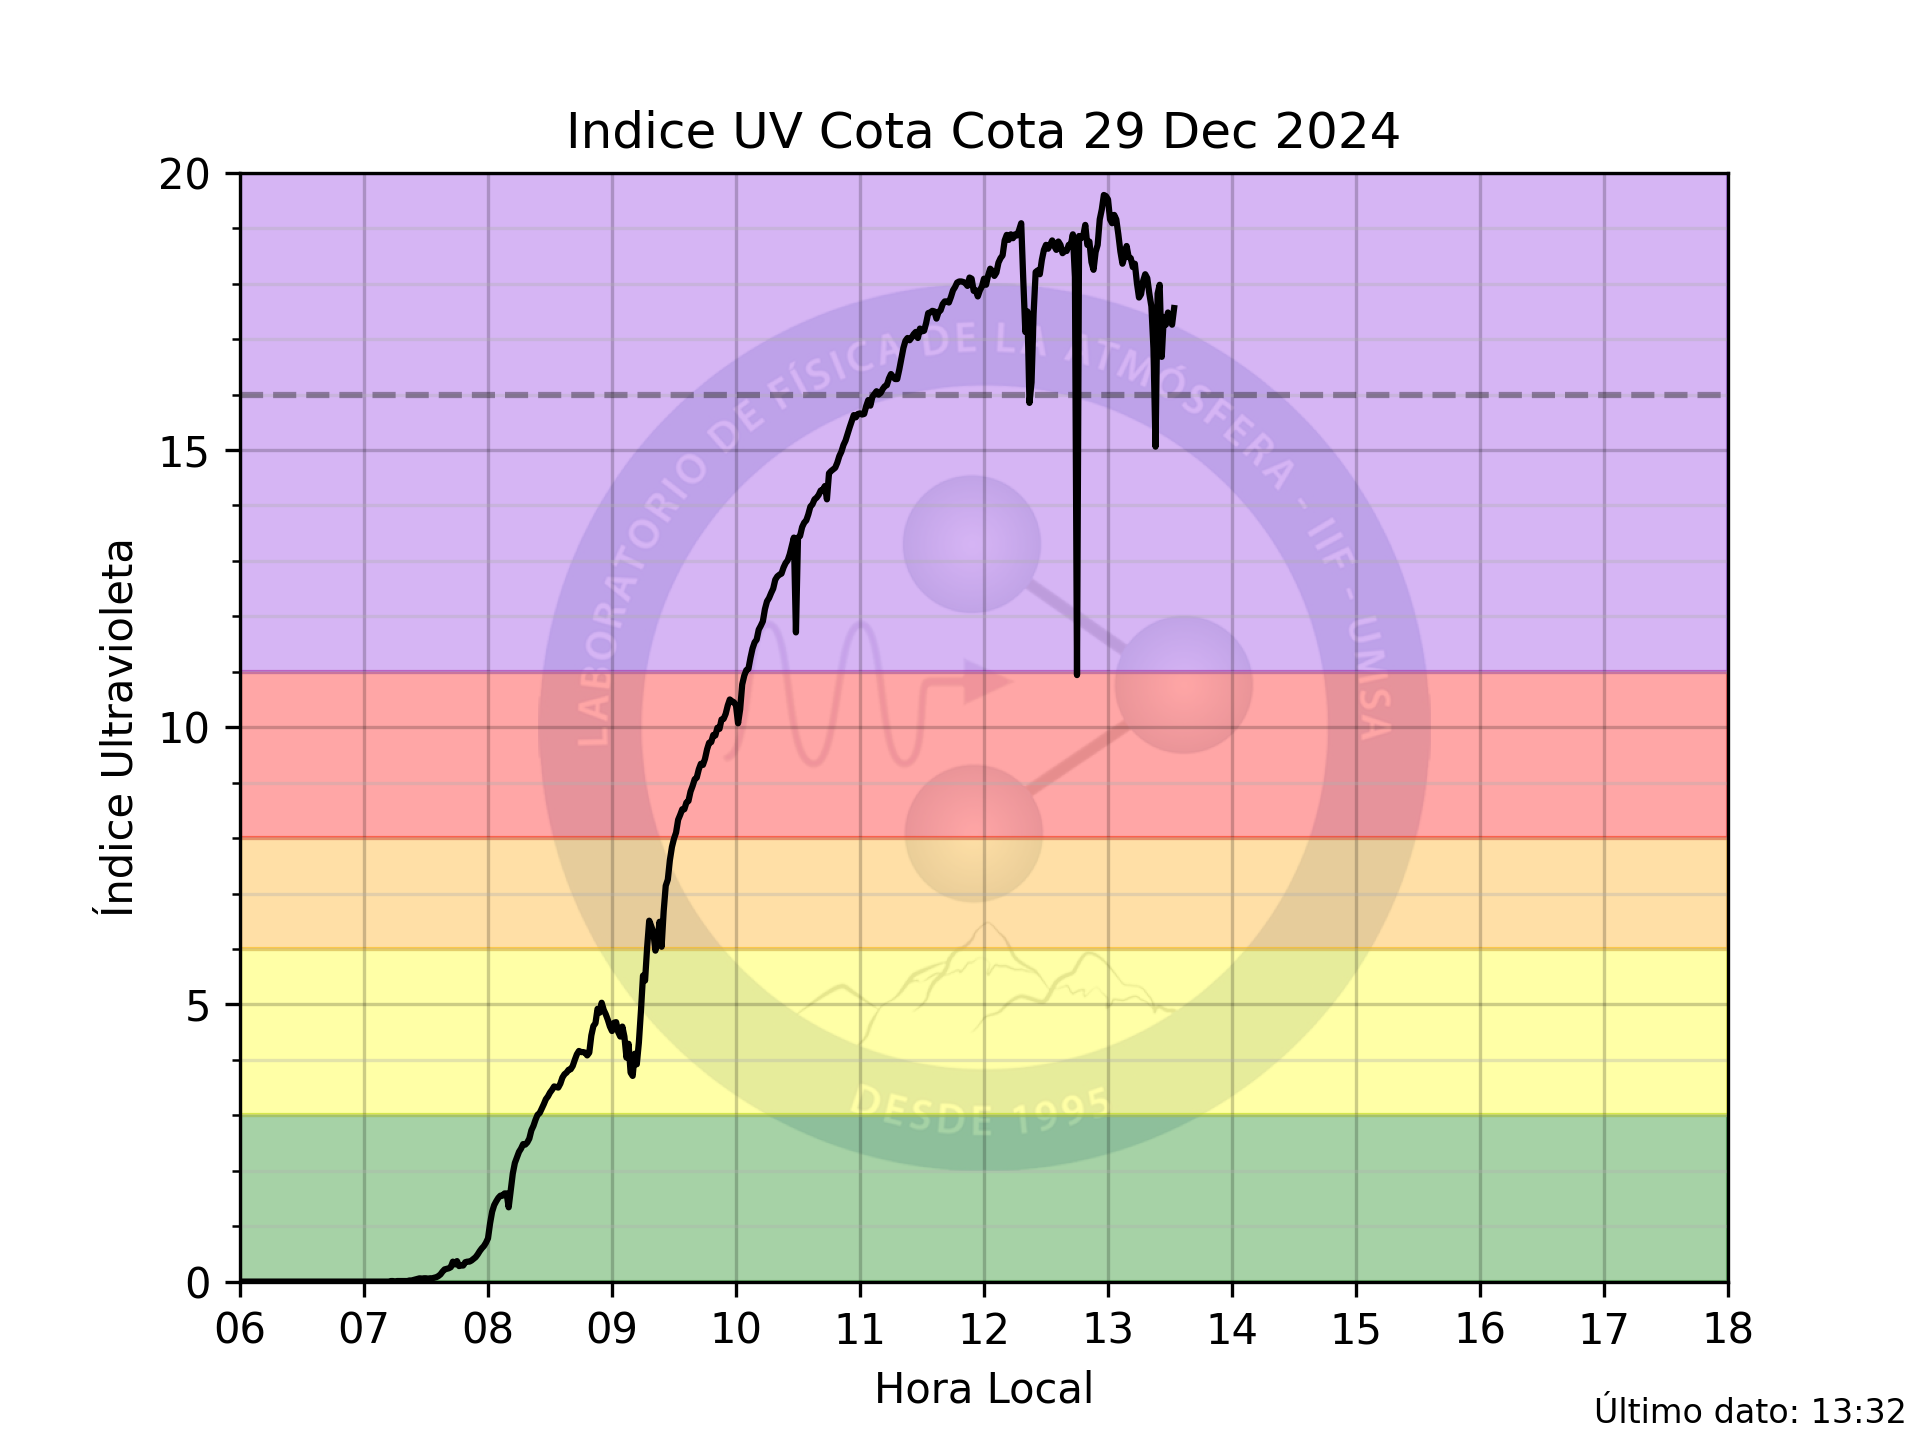 Indice UV Cota Cota 29 Dec 2024
20
15
10
5
0
Índice Ultravioleta
LABORATORIO DE FÍSICA DE LA ATMÓSFERA - IIF - UMSA
DESDE 1995
06 07 08 09 10 11 12 13 14 15 16 17 18
Hora Local
Último dato: 13:32